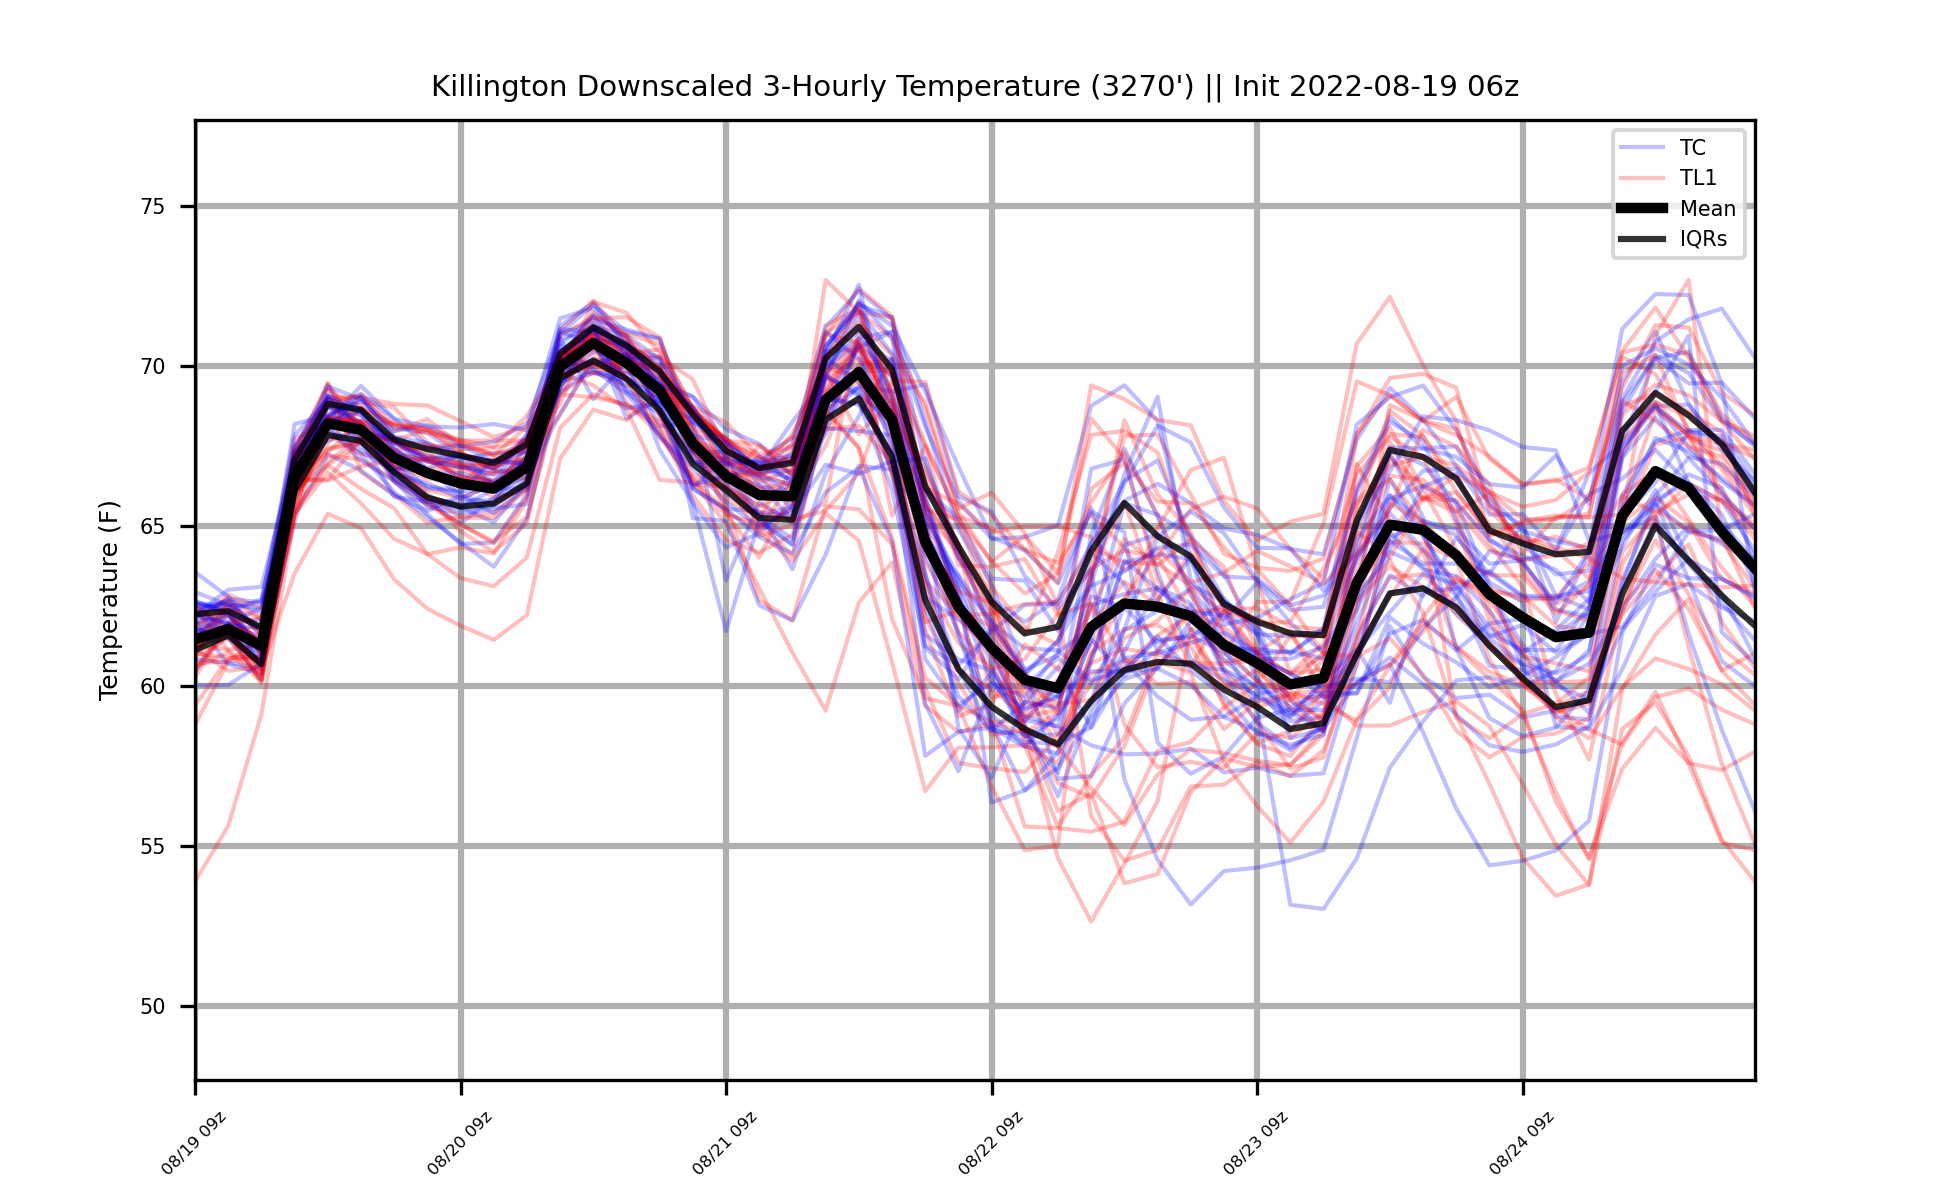 Killington Downscaled 3-Hourly Temperature (3270') || Init 2022-08-19 06z
TC
TL1
Mean
IQRs
Temperature (F)
75
70
65
60
55
50
08/19 09z
08/20 09z
08/21 09z
08/22 09z
08/23 09z
08/24 09z